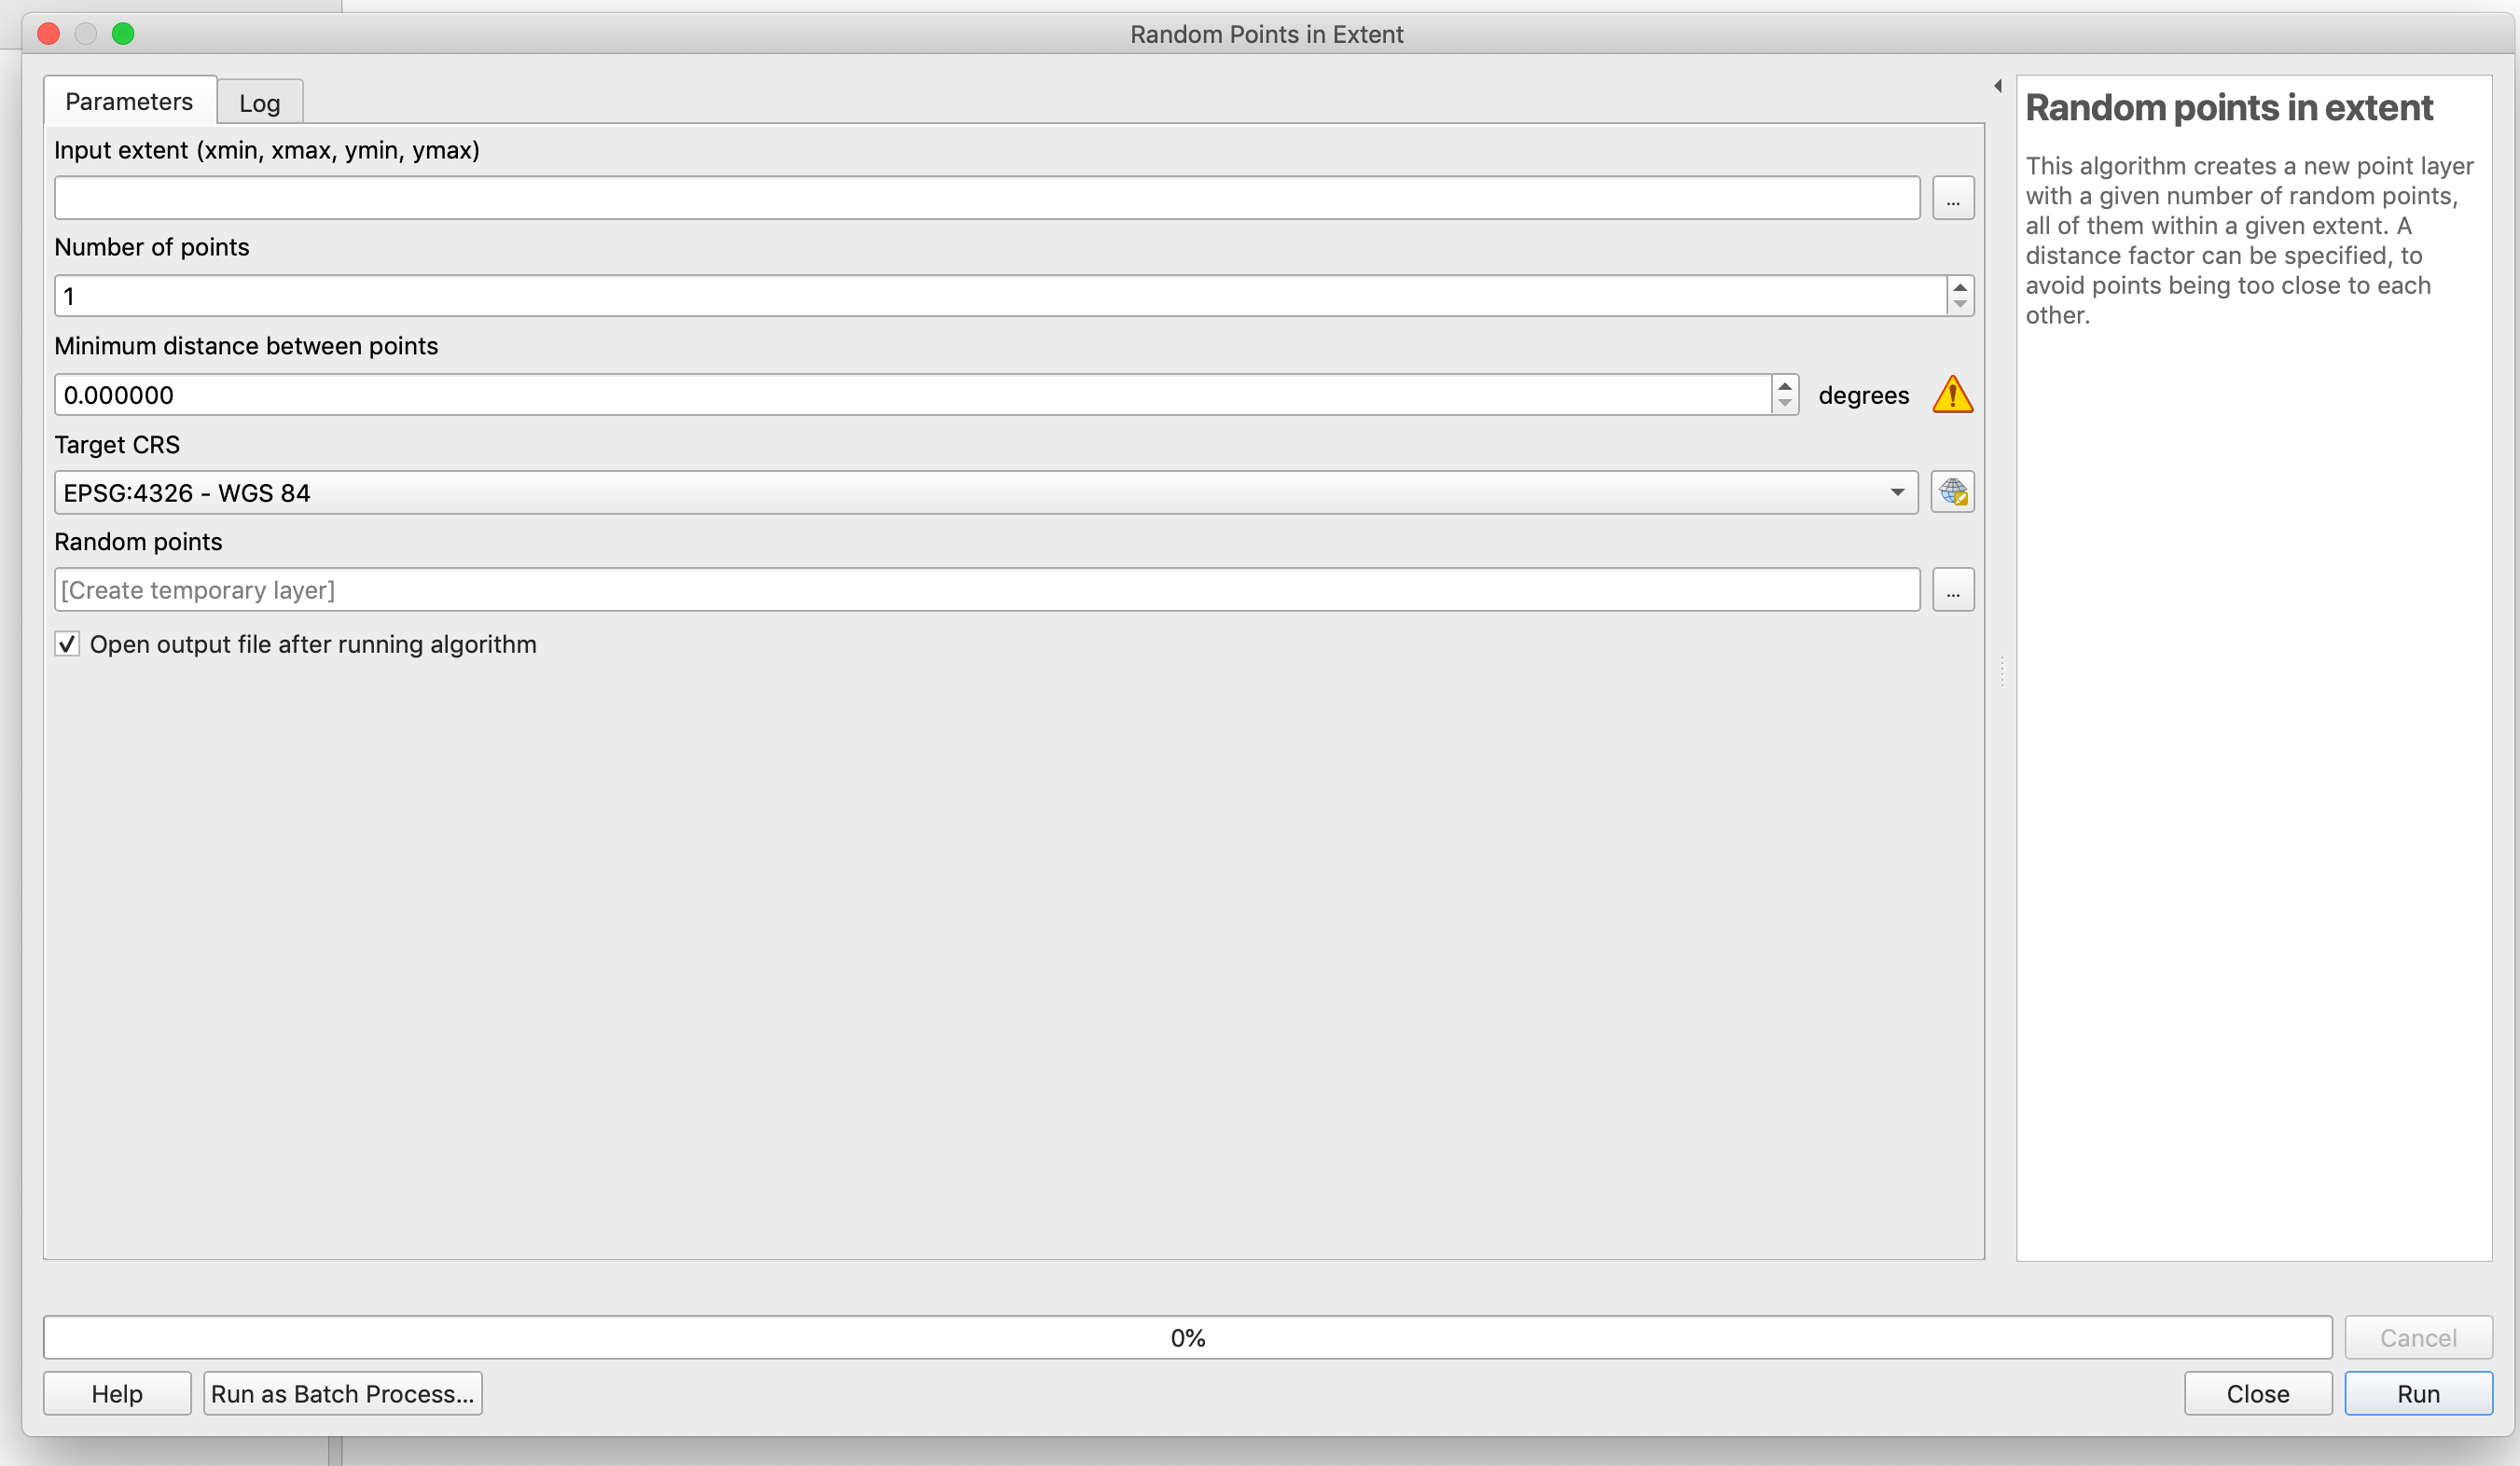 Random Points in Extent
Parameters
Log
Input extent (xmin, xmax, ymin, ymax)
...
Number of points
1
Minimum distance between points
0.000000
degrees
Target CRS
EPSG:4326 - WGS 84
Random points
[Create temporary layer]
...
Open output file after running algorithm
Random points in extent
This algorithm creates a new point layer
with a given number of random points,
all of them within a given extent. A
distance factor can be specified, to
avoid points being too close to each
other.
0%
Cancel
Help
Run as Batch Process...
Close
Run